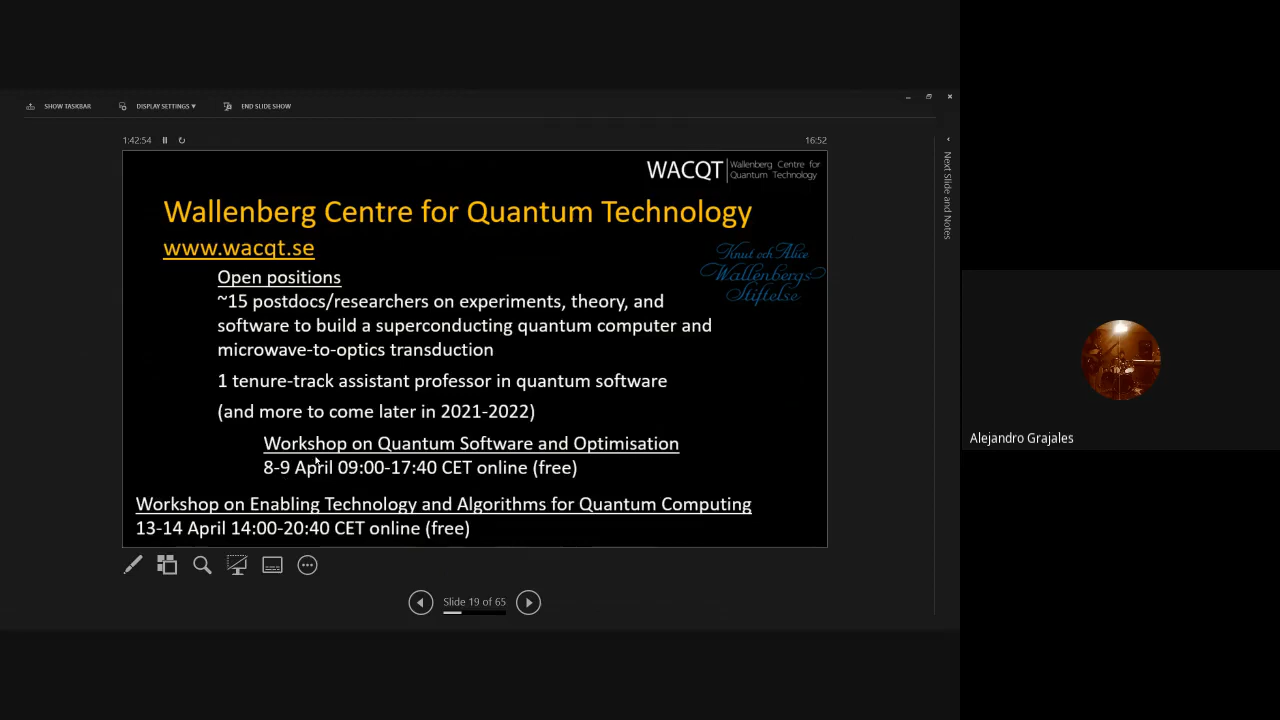 SHOW TASKBAR
DISPLAY SETTINGS ▾
END SLIDE SHOW
1:42:54
16:52
Next Slide and Notes
WACQT | Wallenberg Centre for
Quantum Technology
Wallenberg Centre for Quantum Technology
www.wacqt.se
Knut och Alice
Wallenbergs
Stiftelse
Open positions
~15 postdocs/researchers on experiments, theory, and
software to build a superconducting quantum computer and
microwave-to-optics transduction
1 tenure-track assistant professor in quantum software
(and more to come later in 2021-2022)
Workshop on Quantum Software and Optimisation
8-9 April 09:00-17:40 CET online (free)
Workshop on Enabling Technology and Algorithms for Quantum Computing
13-14 April 14:00-20:40 CET online (free)
Slide 19 of 65
Alejandro Grajales